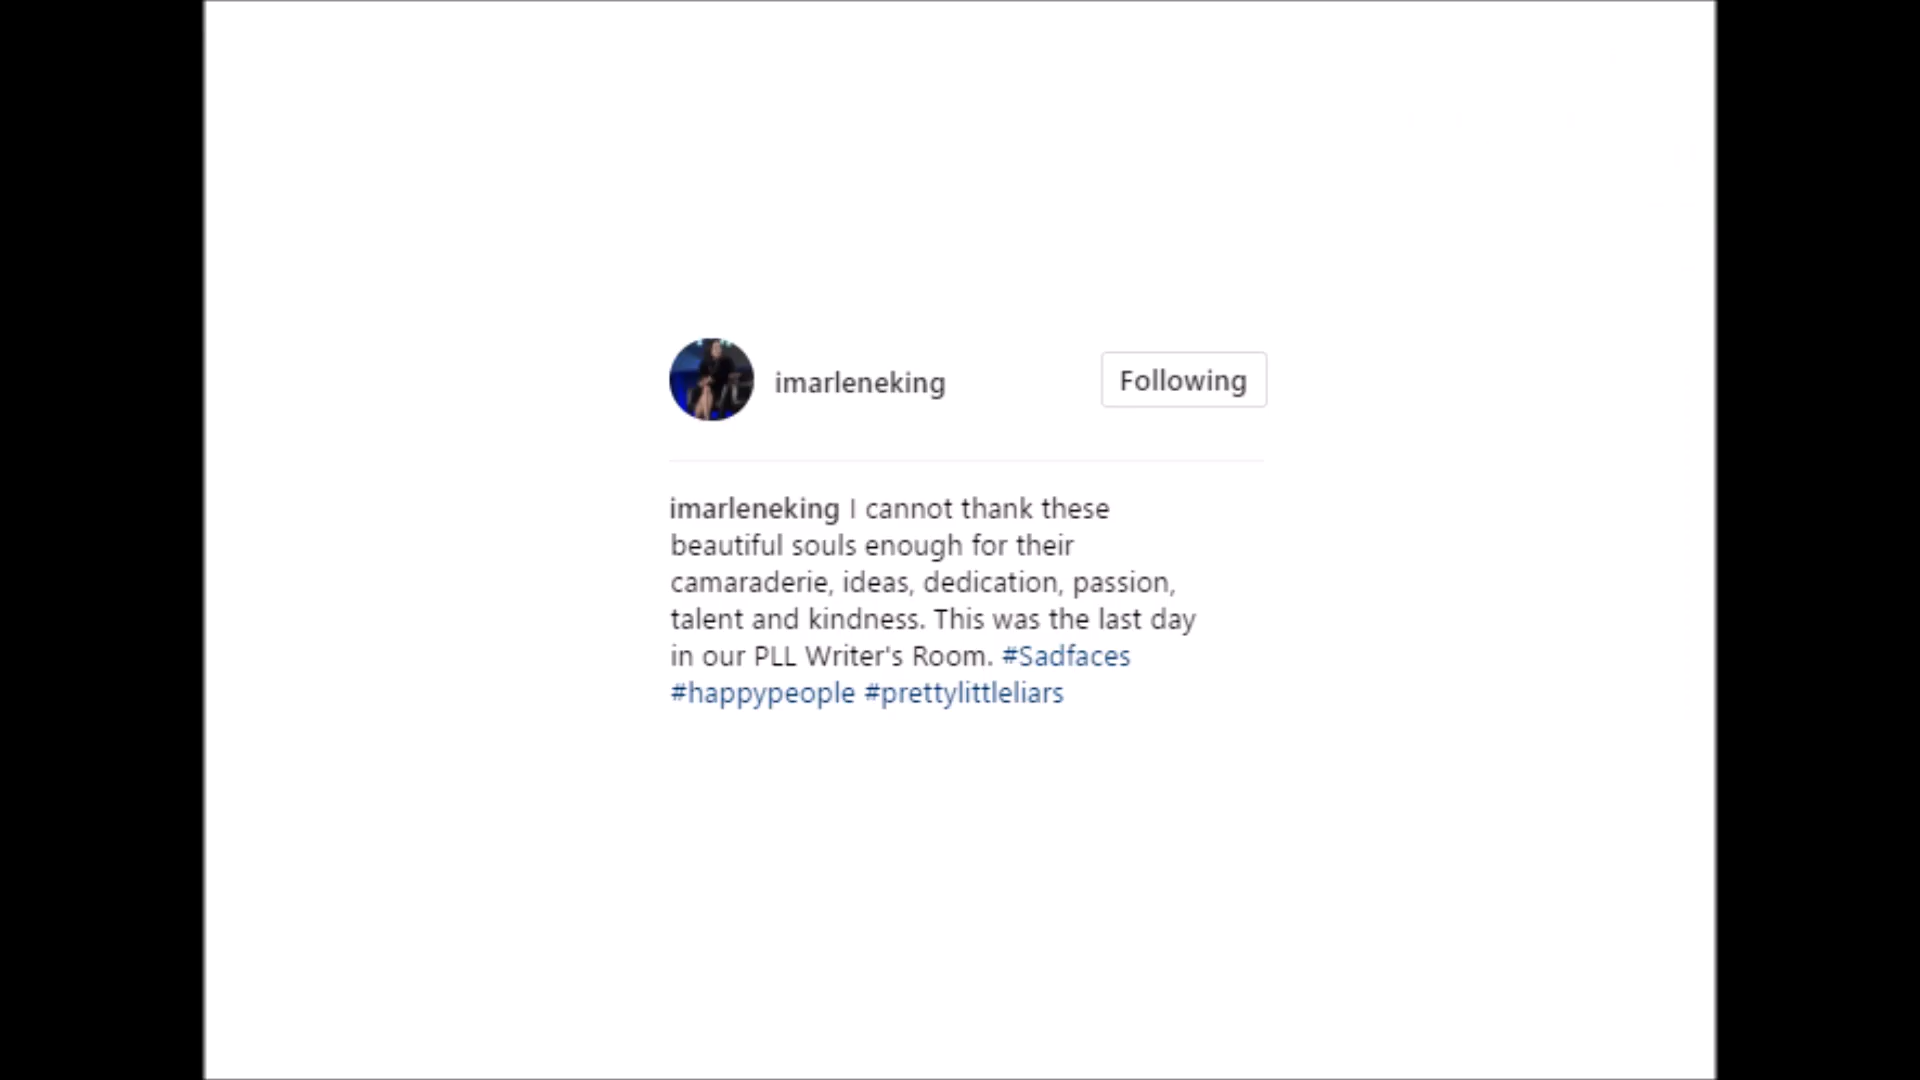 imarleneking
Following
imarleneking I cannot thank these
beautiful souls enough for their
camaraderie, ideas, dedication, passion,
talent and kindness. This was the last day
in our PLL Writer's Room. #Sadfaces
#happypeople #prettylittleliars